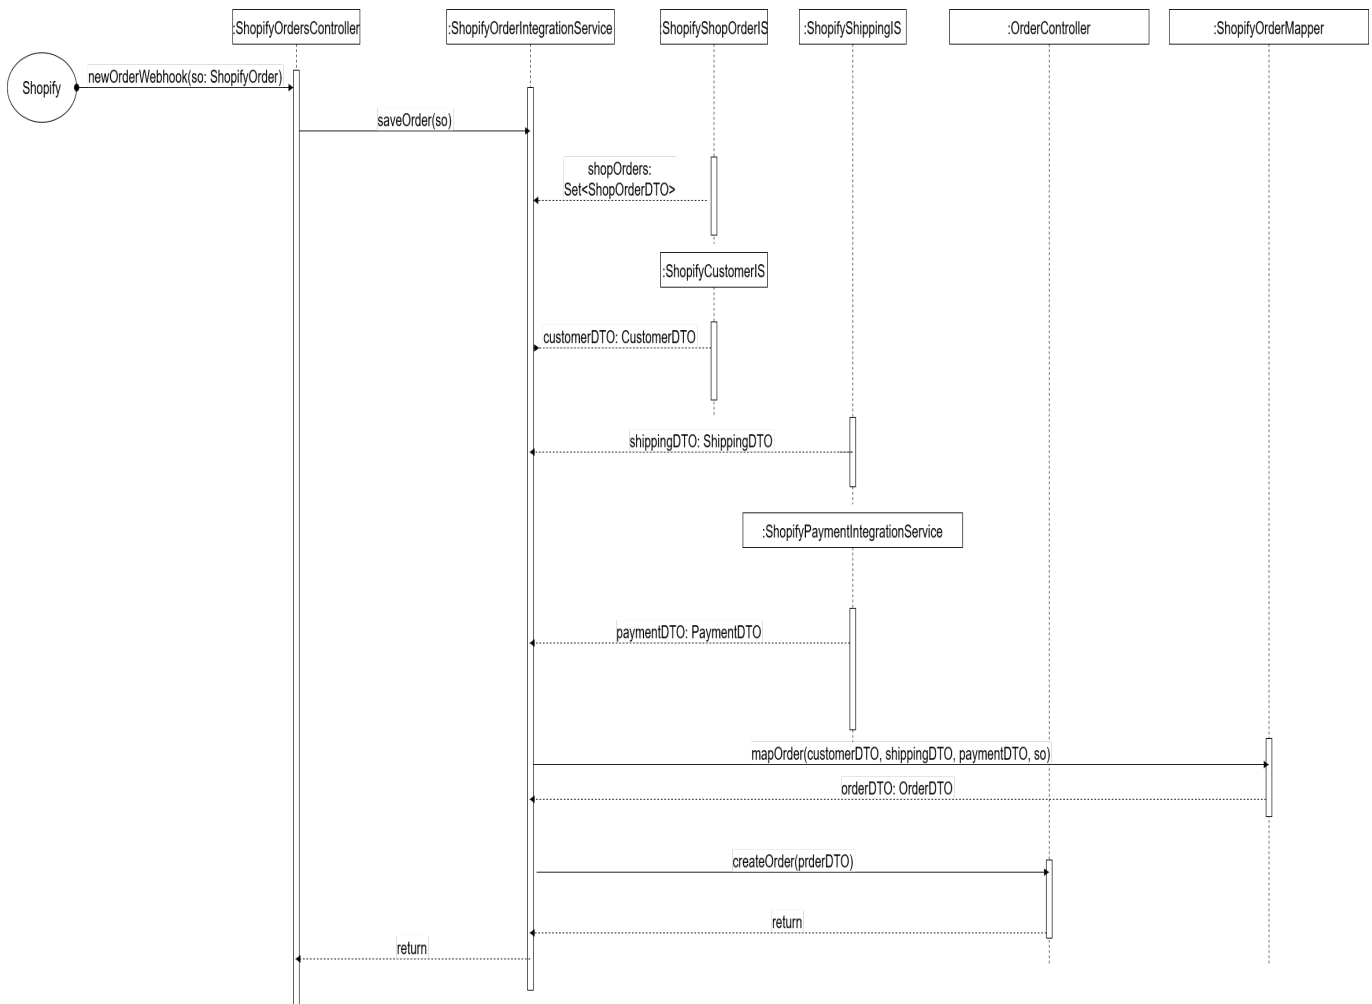 :ShopifyOrdersController
:ShopifyOrderIntegrationService
:ShopifyShopOrderIS
:ShopifyShippingIS
:OrderController
:ShopifyOrderMapper
Shopify
newOrderWebhook(so: ShopifyOrder)
saveOrder(so)
shopOrders:
Set<ShopOrderDTO>
:ShopifyCustomerIS
customerDTO: CustomerDTO
shippingDTO: ShippingDTO
:ShopifyPaymentIntegrationService
paymentDTO: PaymentDTO
mapOrder(customerDTO, shippingDTO, paymentDTO, so)
orderDTO: OrderDTO
createOrder(prderDTO)
return
return